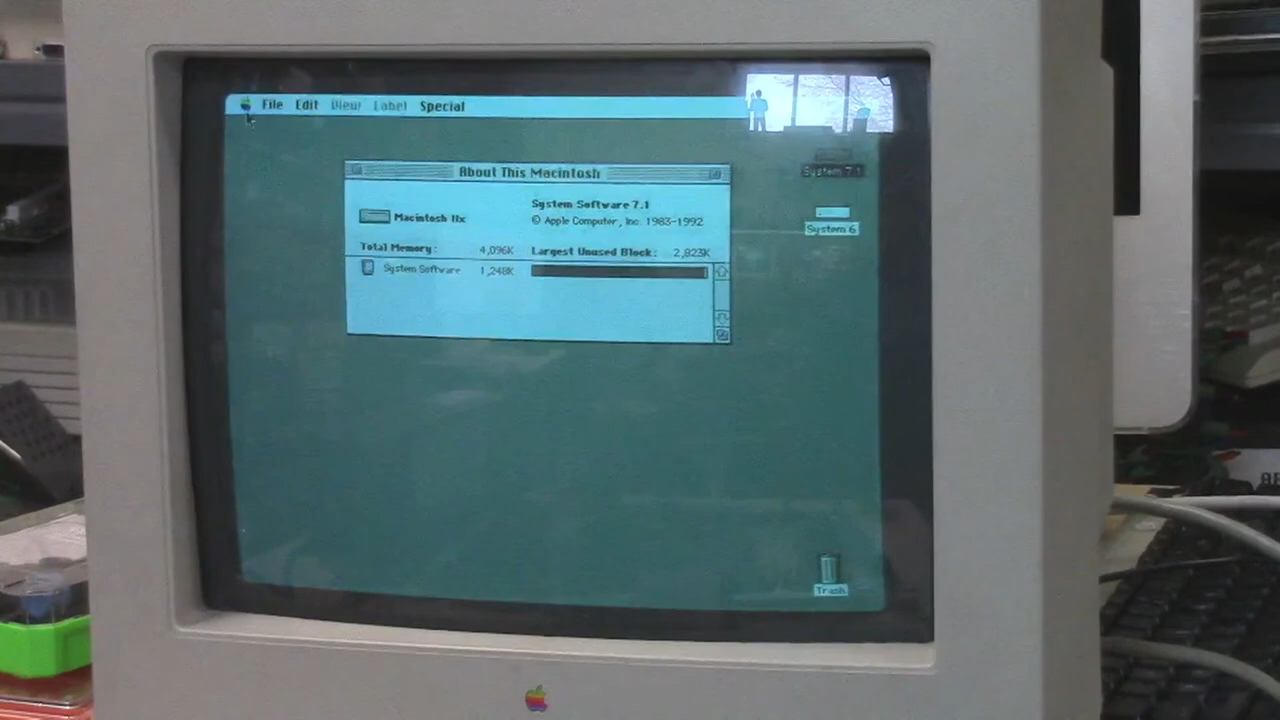 File Edit View Label Special
About This Macintosh
System 7.1
System Software 7.1
Macintosh IIx
© Apple Computer, Inc. 1983-1992
System 6
Total Memory: 4,096K Largest Unused Block: 2,823K
System Software 1,248K
Trash